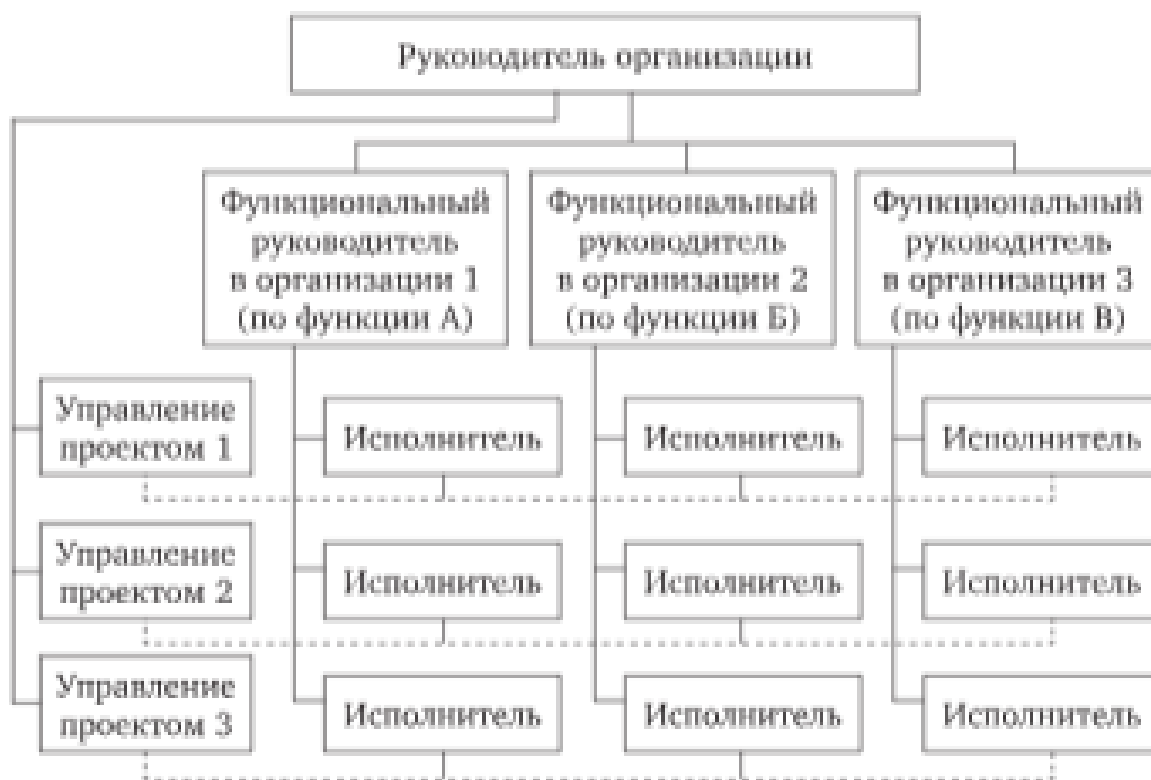 Руководитель организации
Функциональный
руководитель
в организации 1
(по функции А)
Функциональный
руководитель
в организации 2
(по функции Б)
Функциональный
руководитель
в организации 3
(по функции В)
Управление
проектом 1
Исполнитель
Исполнитель
Исполнитель
Управление
проектом 2
Исполнитель
Исполнитель
Исполнитель
Управление
проектом 3
Исполнитель
Исполнитель
Исполнитель